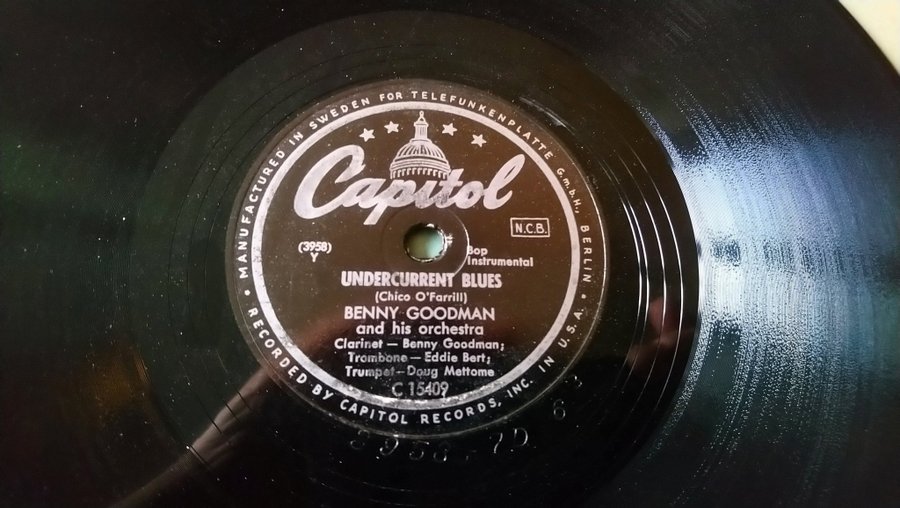 MANUFACTURED IN SWEDEN FOR TELEFUNKENPLATTE G.m.b.H., BERLIN •
Capitol
N.C.B.
(3958)
Y
Bop
Instrumental
UNDERCURRENT BLUES
(Chico O'Farrill)
BENNY GOODMAN
and his orchestra
Clarinet — Benny Goodman;
Trombone — Eddie Bert;
Trumpet — Doug Mettome
C 15409
• RECORDED BY CAPITOL RECORDS, INC. IN U.S.A. •